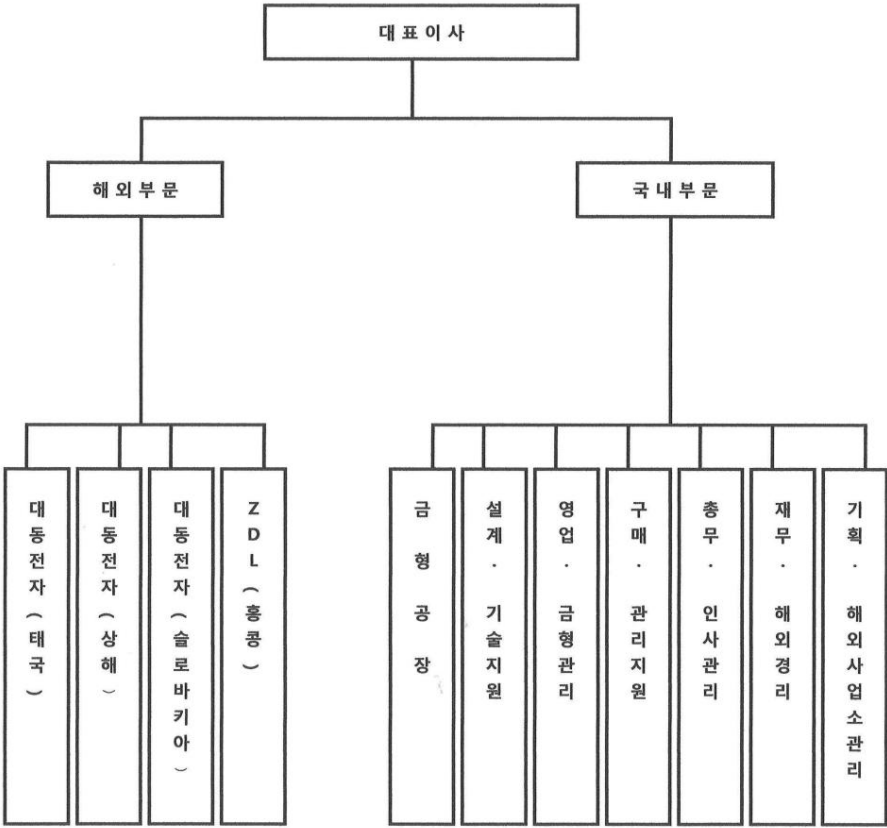 대표이사
해외부문
국내부문
대동전자(태국)
대동전자(상해)
대동전자(슬로바키아)
ZDL(홍콩)
금형공장
설계·기술지원
영업·금형관리
구매·관리지원
총무·인사관리
재무·해외경리
기획·해외사업소관리